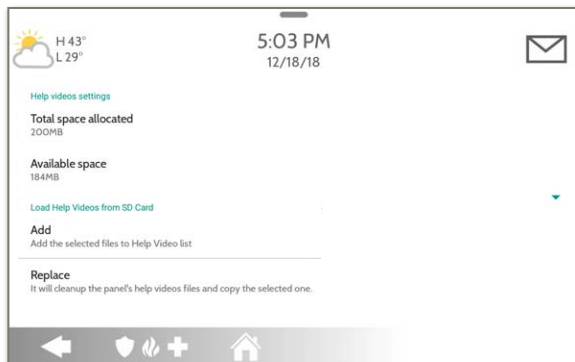 H 43°
L 29°
5:03 PM
12/18/18
Help videos settings
Total space allocated
200MB
Available space
184MB
Load Help Videos from SD Card
Add
Add the selected files to Help Video list
Replace
It will cleanup the panel's help videos files and copy the selected one.